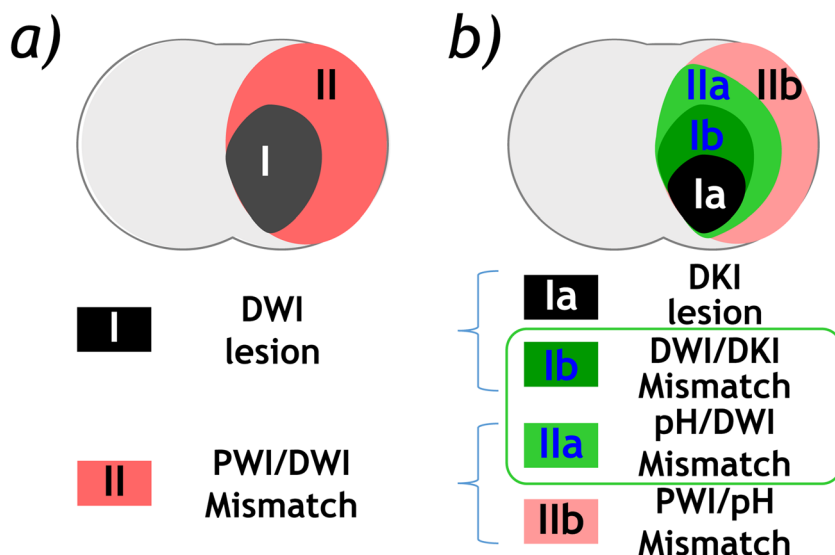 a)
II
I
I
DWI
lesion
II
PWI/DWI
Mismatch
b)
IIa
IIb
Ib
Ia
Ia
DKI
lesion
Ib
DWI/DKI
Mismatch
IIa
pH/DWI
Mismatch
IIb
PWI/pH
Mismatch